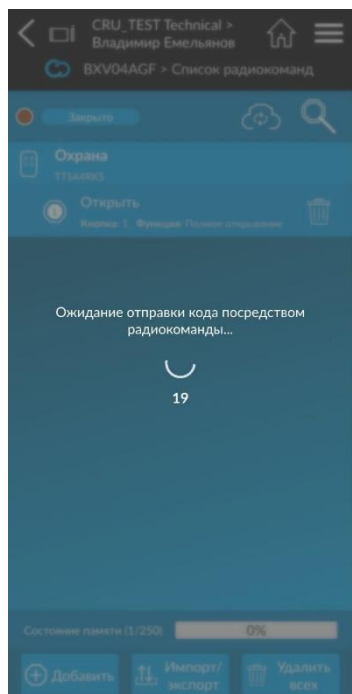 CRU_TEST Technical >
Владимир Емельянов
BXV04AGF > Список радиокоманд
Закрыто
Охрана
TTSA4RKS
Открыть
Кнопка: 1 Функция: Полное открывание
Ожидание отправки кода посредством
радиокоманды...
19
Состояние памяти (1/250) 0%
Добавить
Импорт/
экспорт
Удалить
всех